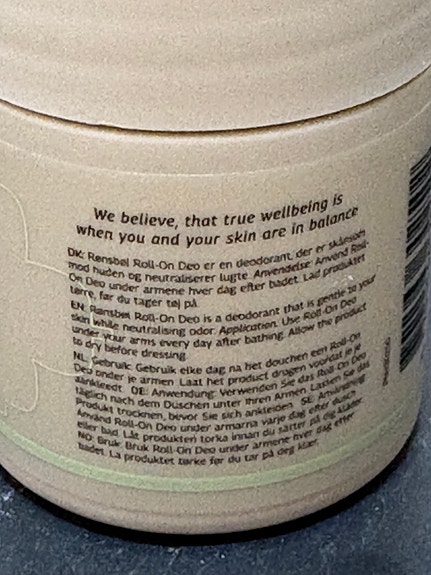 We believe, that true wellbeing is
when you and your skin are in balance
DK: Rønsbøl Roll-On Deo er en deodorant, der er skånsom
mod huden og neutraliserer lugte. Anvendelse: Anvend Roll-
On Deo under armene hver dag efter badet. Lad produktet
tørre, før du tager tøj på.
EN: Rønsbøl Roll-On Deo is a deodorant that is gentle to your
skin while neutralising odor. Application: Use Roll-On Deo
under your arms every day after bathing. Allow the product
to dry before dressing.
NL: Gebruik: Gebruik elke dag na het douchen een Roll-On
Deo onder je armen. Laat het product drogen voordat je je
aankleedt. DE: Anwendung: Verwenden Sie das Roll On Deo
täglich nach dem Duschen unter Ihren Armen. Lassen Sie das
Produkt trocknen, bevor Sie sich ankleiden. SE: Användning:
Använd Roll-On Deo under armarna varje dag efter dusch
eller bad. Låt produkten torka innan du sätter på dig kläder.
NO: Bruk: Bruk Roll-On Deo under armene hver dag etter
badet. La produktet tørke før du tar på deg klær.